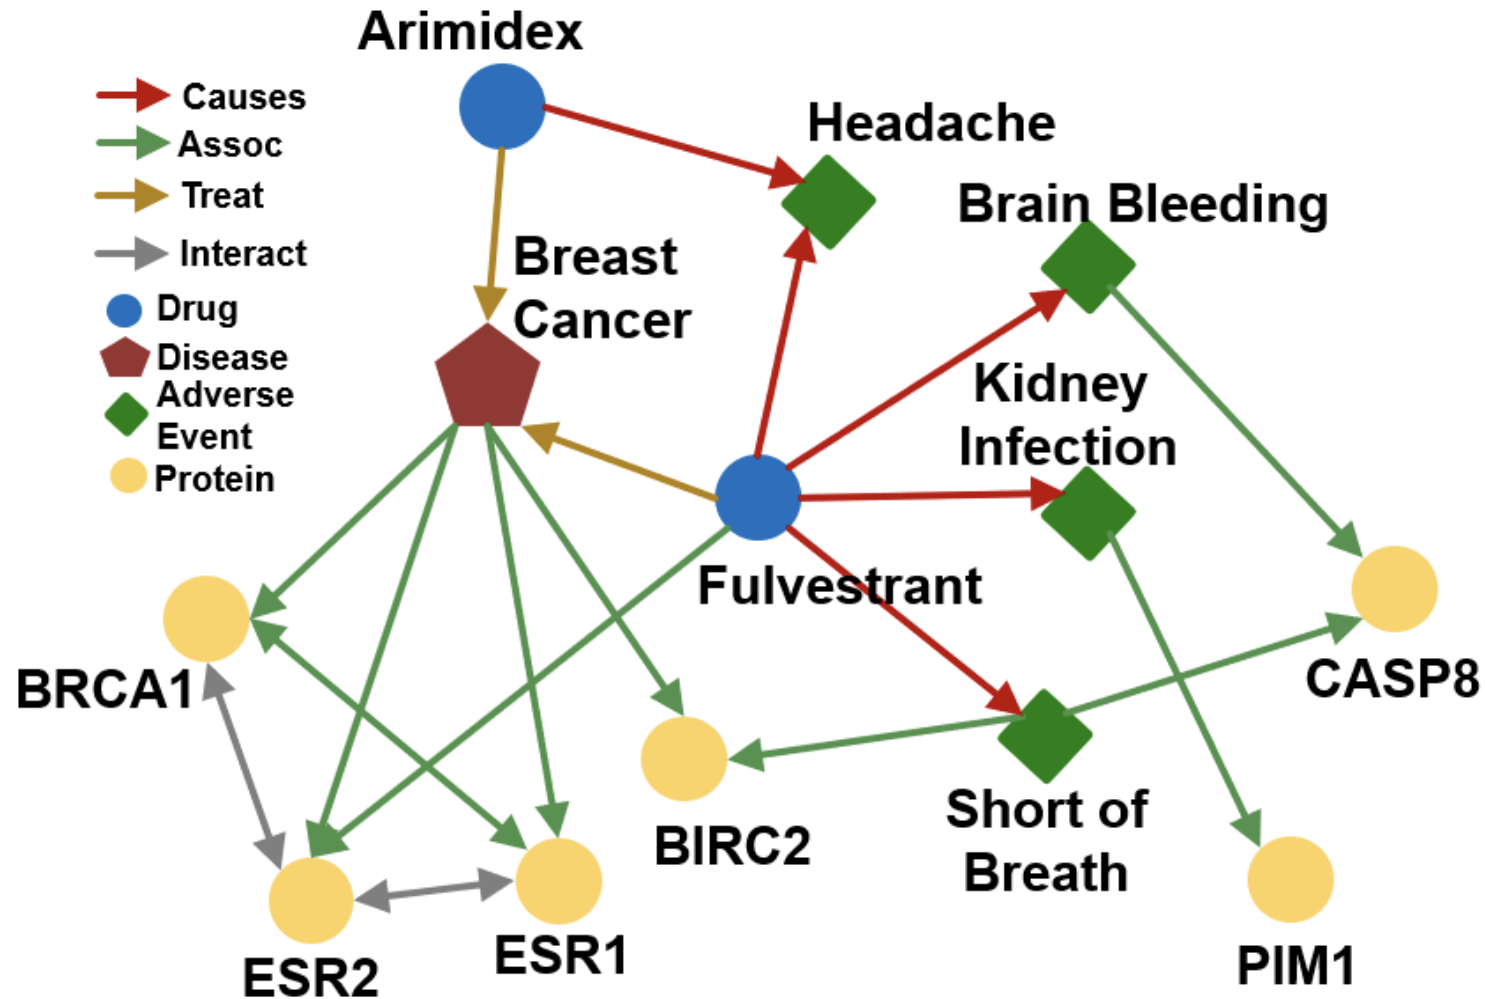 Arimidex
Causes
Assoc
Treat
Interact
Drug
Disease
Adverse
Event
Protein
Headache
Brain Bleeding
Breast
Cancer
Kidney
Infection
Fulvestrant
BRCA1
CASP8
BIRC2
Short of
Breath
ESR2
ESR1
PIM1